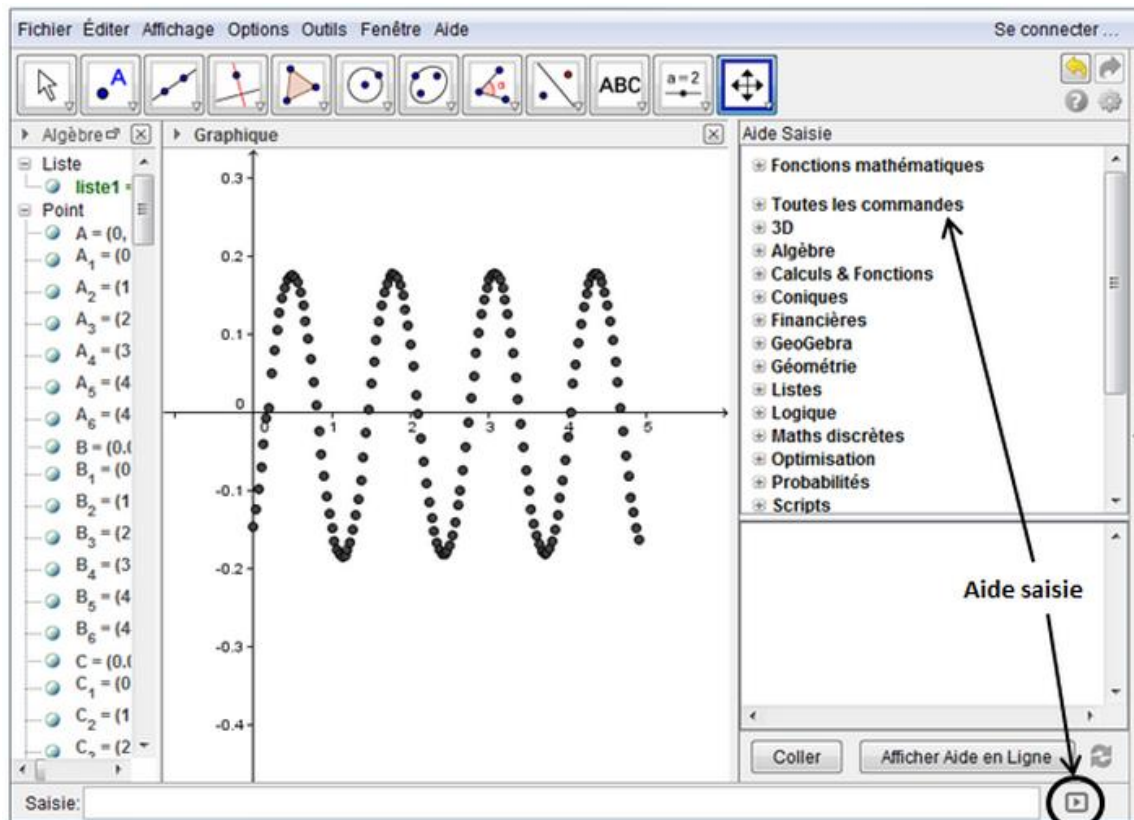 Fichier Éditer Affichage Options Outils Fenêtre Aide Se connecter ...
A α ABC a=2
Algèbre Graphique Aide Saisie
Liste
liste1 =
Point
A = (0,
A1 = (0
A2 = (1
A3 = (2
A4 = (3
A5 = (4
A6 = (4
B = (0.0
B1 = (0
B2 = (1
B3 = (2
B4 = (3
B5 = (4
B6 = (4
C = (0.0
C1 = (0
C2 = (1
C3 = (2
0.3
0.2
0.1
0
-0.1
-0.2
-0.3
-0.4
0 1 2 3 4 5
Fonctions mathématiques
Toutes les commandes
3D
Algèbre
Calculs & Fonctions
Coniques
Financières
GeoGebra
Géométrie
Listes
Logique
Maths discrètes
Optimisation
Probabilités
Scripts
Aide saisie
Coller Afficher Aide en Ligne
Saisie: